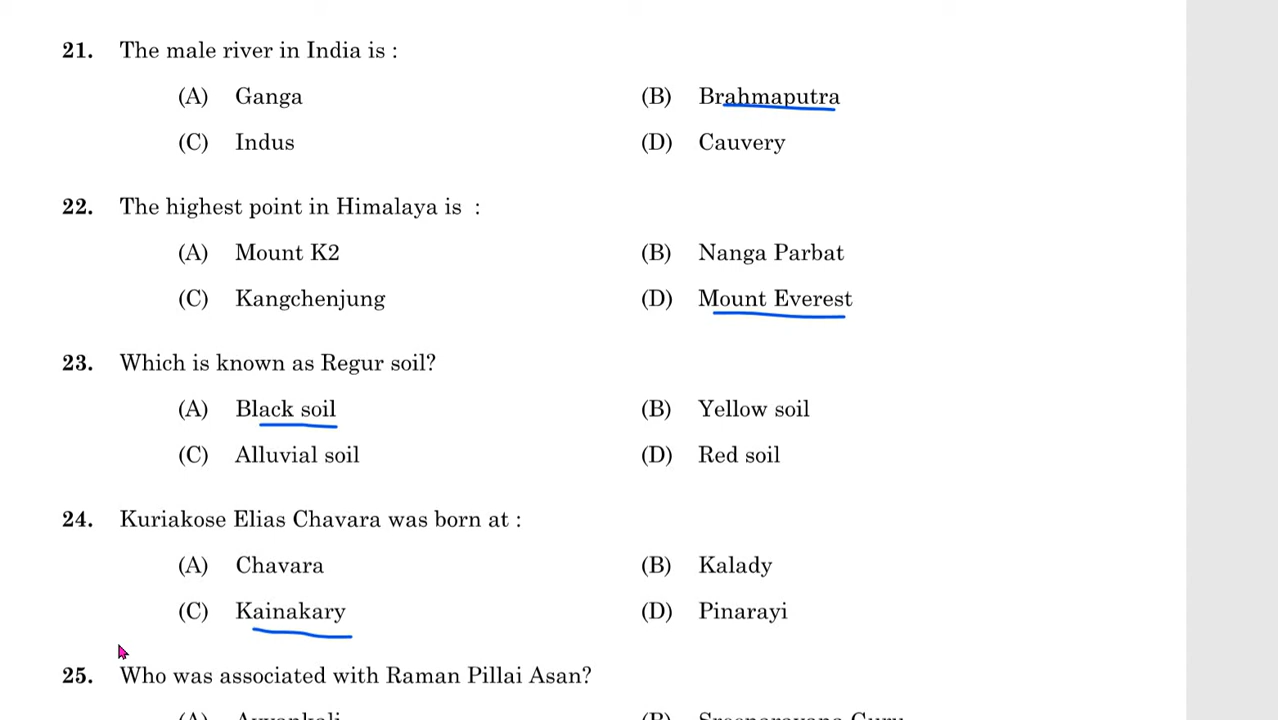 21. The male river in India is :
(A) Ganga (B) Brahmaputra
(C) Indus (D) Cauvery
22. The highest point in Himalaya is :
(A) Mount K2 (B) Nanga Parbat
(C) Kangchenjung (D) Mount Everest
23. Which is known as Regur soil?
(A) Black soil (B) Yellow soil
(C) Alluvial soil (D) Red soil
24. Kuriakose Elias Chavara was born at :
(A) Chavara (B) Kalady
(C) Kainakary (D) Pinarayi
25. Who was associated with Raman Pillai Asan?